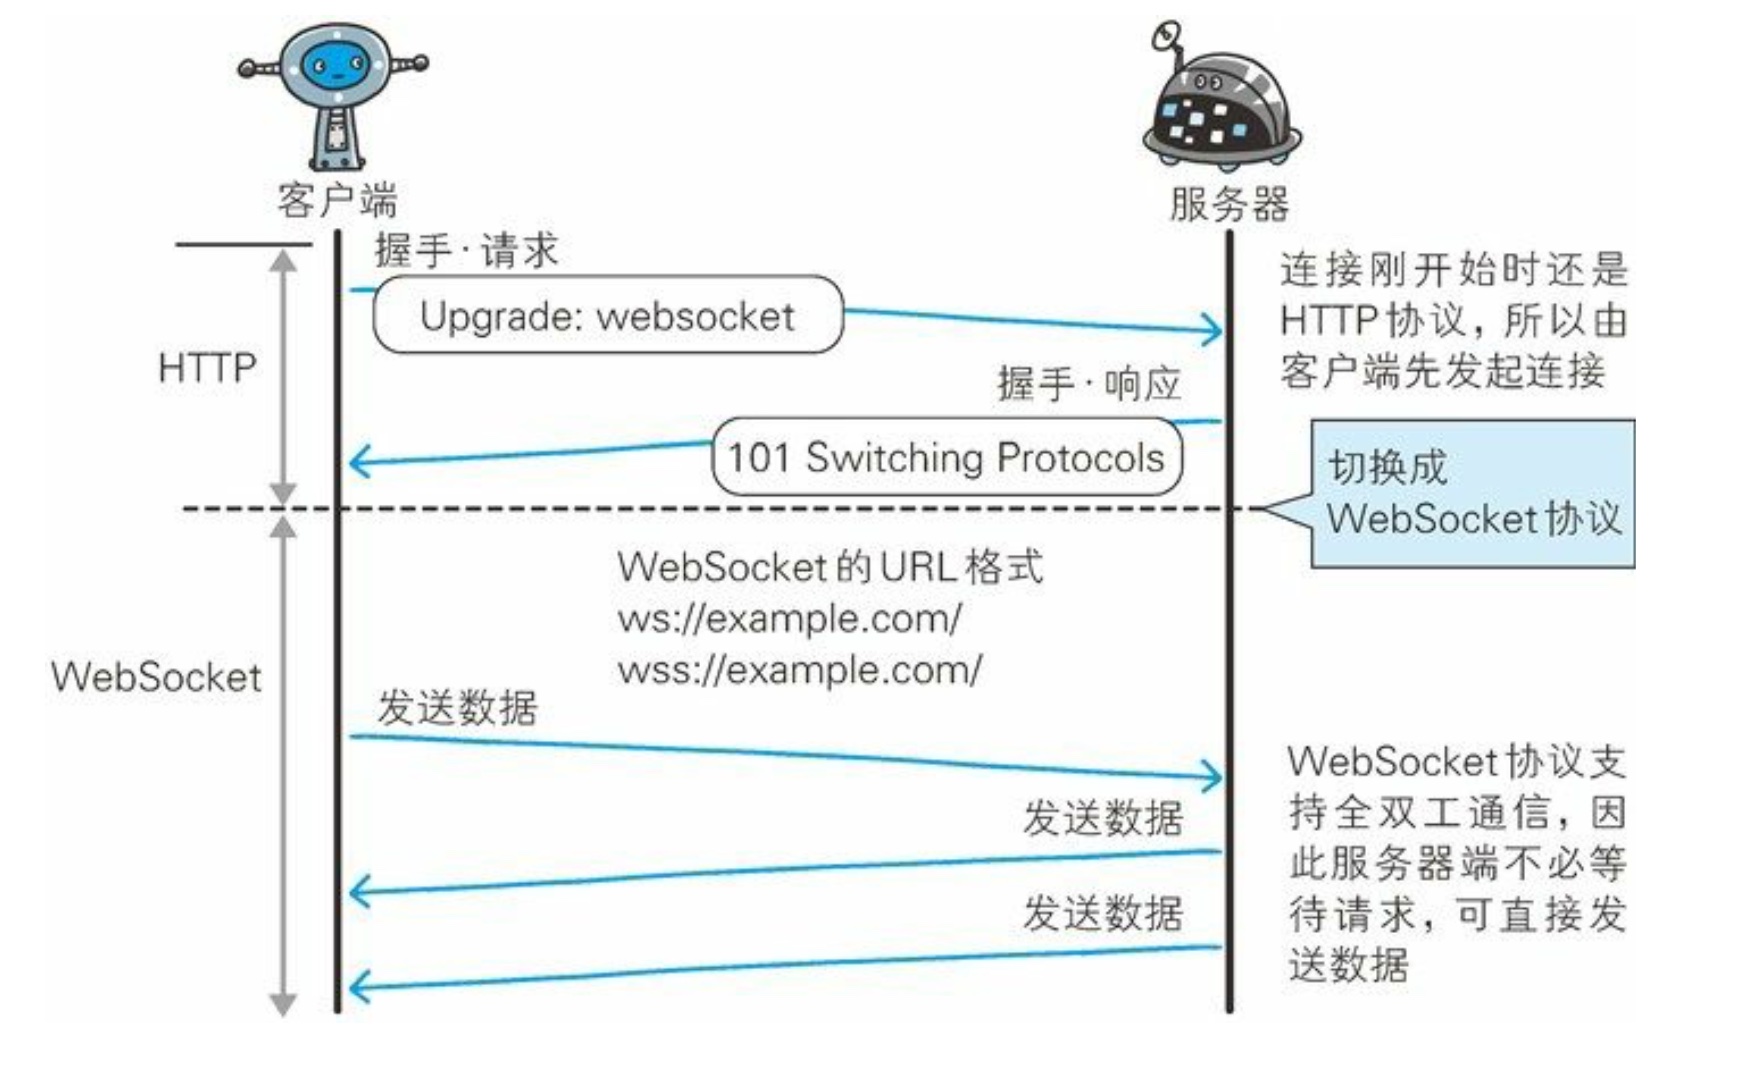 客户端
服务器
握手·请求
Upgrade: websocket
连接刚开始时还是
HTTP协议，所以由
客户端先发起连接
HTTP
握手·响应
101 Switching Protocols
切换成
WebSocket协议
WebSocket的URL格式
ws://example.com/
wss://example.com/
WebSocket
发送数据
发送数据
发送数据
WebSocket协议支
持全双工通信，因
此服务器端不必等
待请求，可直接发
送数据